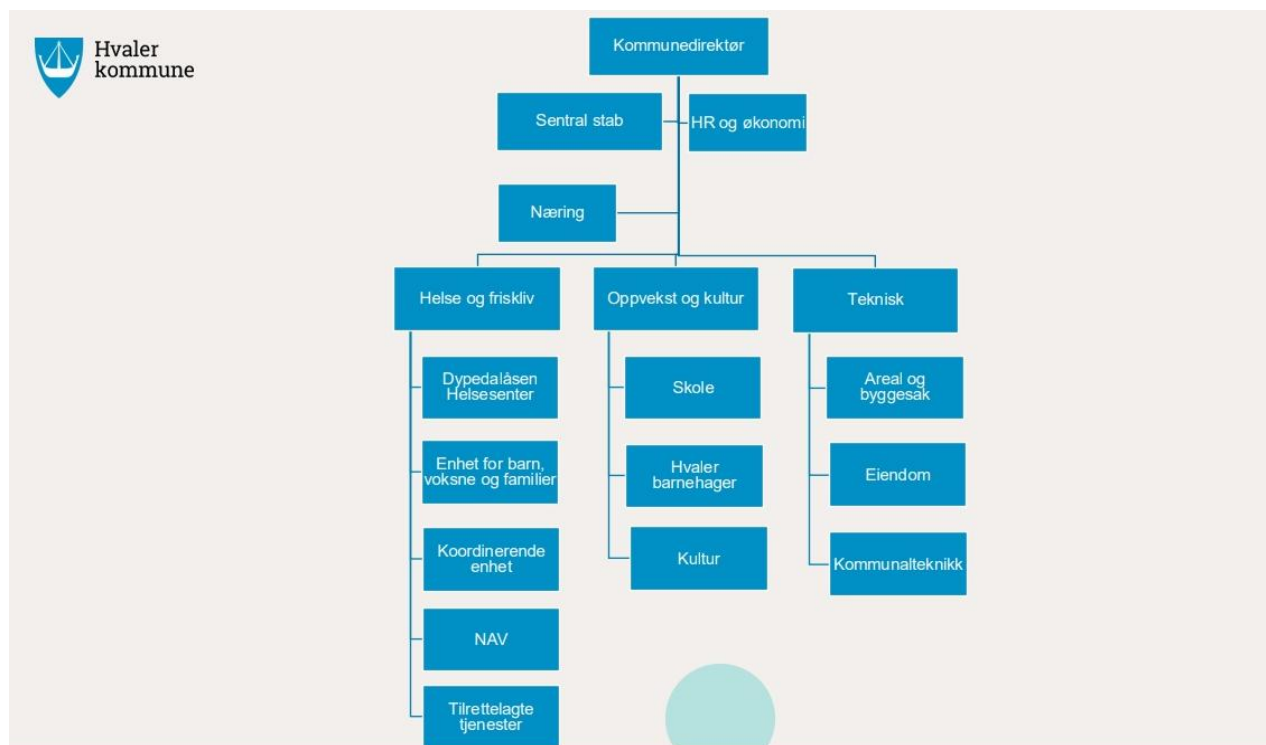 Hvaler
kommune
Kommunedirektør
Sentral stab
HR og økonomi
Næring
Helse og friskliv
Oppvekst og kultur
Teknisk
Dypedalåsen
Helsesenter
Enhet for barn,
voksne og familier
Koordinerende
enhet
NAV
Tilrettelagte
tjenester
Skole
Hvaler
barnehager
Kultur
Areal og
byggesak
Eiendom
Kommunalteknikk